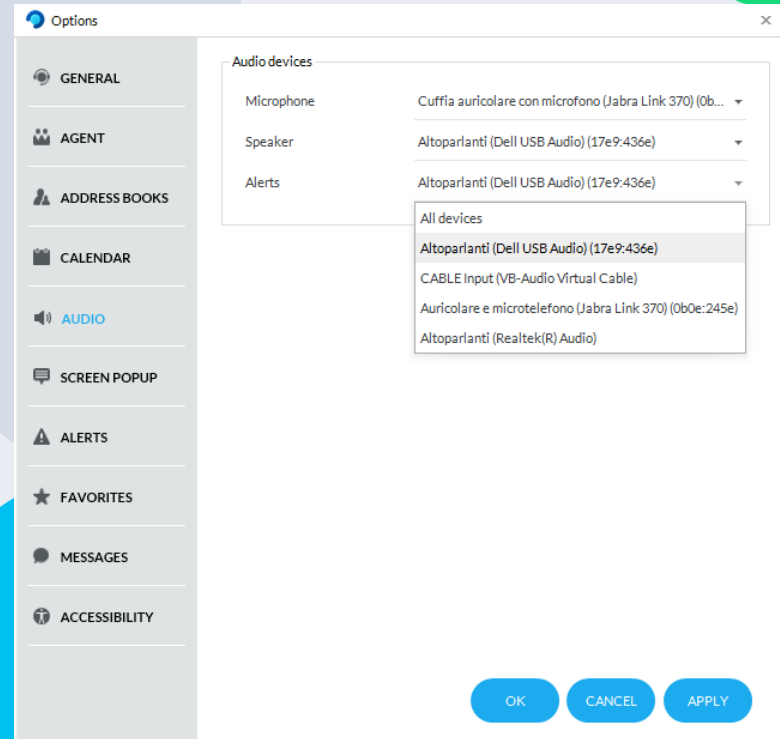 Options
GENERAL
AGENT
ADDRESS BOOKS
CALENDAR
AUDIO
SCREEN POPUP
ALERTS
FAVORITES
MESSAGES
ACCESSIBILITY
Audio devices
Microphone Cuffia auricolare con microfono (Jabra Link 370) (0b...
Speaker Altoparlanti (Dell USB Audio) (17e9:436e)
Alerts Altoparlanti (Dell USB Audio) (17e9:436e)
All devices
Altoparlanti (Dell USB Audio) (17e9:436e)
CABLE Input (VB-Audio Virtual Cable)
Auricolare e microtelefono (Jabra Link 370) (0b0e:245e)
Altoparlanti (Realtek(R) Audio)
OK CANCEL APPLY